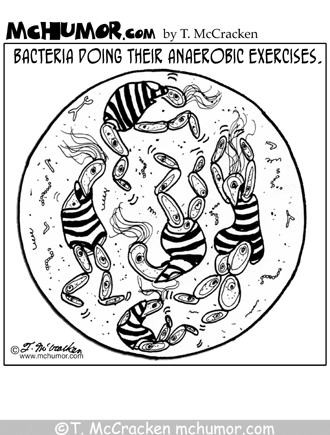 MCHUMOR.COM by T. McCracken
BACTERIA DOING THEIR ANAEROBIC EXERCISES.
© T. McCracken
www.mchumor.com
© T. McCracken mchumor.com